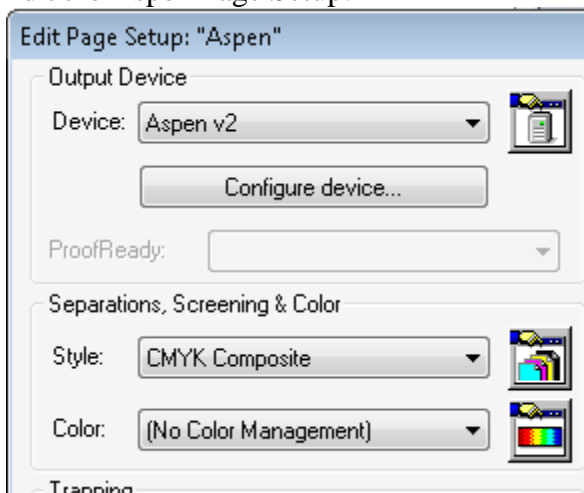 Edit Page Setup: "Aspen"
Output Device
Device: Aspen v2
Configure device...
ProofReady:
Separations, Screening & Color
Style: CMYK Composite
Color: (No Color Management)
Trapping